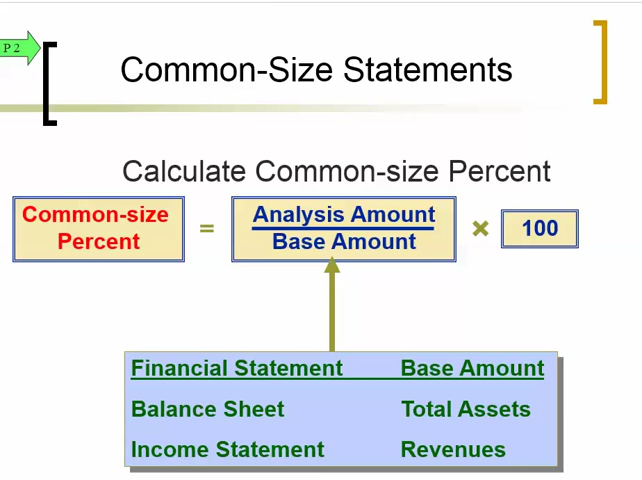 P 2
Common-Size Statements
Calculate Common-size Percent
Common-size Percent = Analysis Amount / Base Amount × 100
Financial Statement Base Amount
Balance Sheet Total Assets
Income Statement Revenues